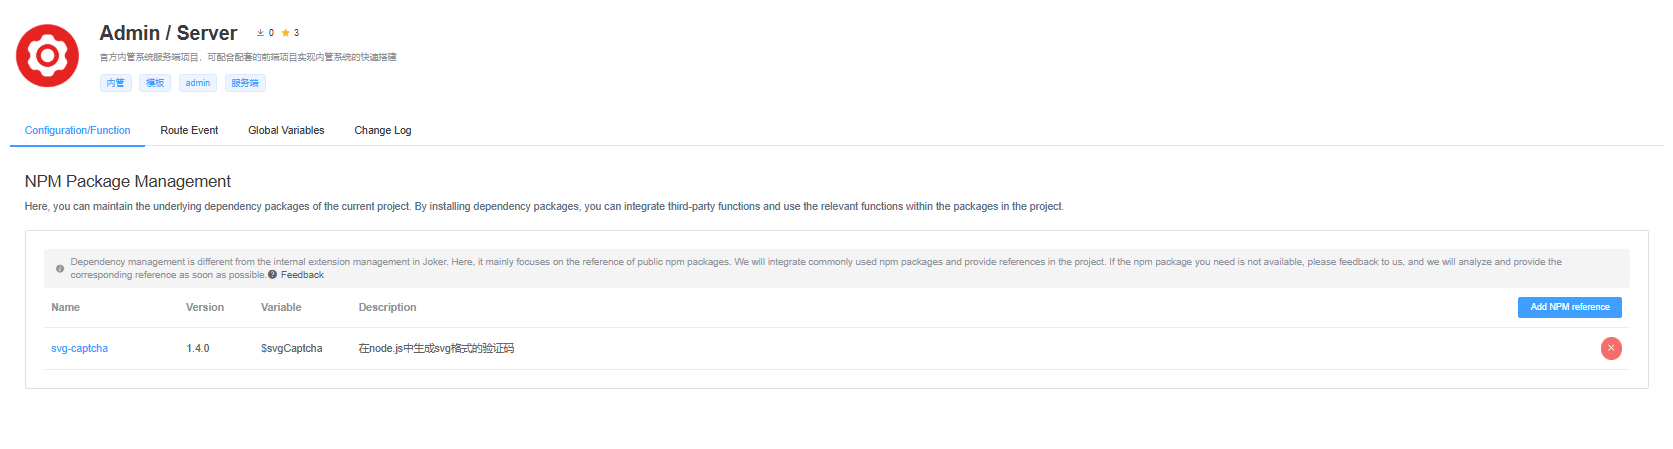 Admin / Server 0 3
官方内管系统服务端项目，可配合配套的前端项目实现内管系统的快速搭建
内管 模板 admin 服务端
Configuration/Function Route Event Global Variables Change Log
NPM Package Management
Here, you can maintain the underlying dependency packages of the current project. By installing dependency packages, you can integrate third-party functions and use the relevant functions within the packages in the project.
Dependency management is different from the internal extension management in Joker. Here, it mainly focuses on the reference of public npm packages. We will integrate commonly used npm packages and provide references in the project. If the npm package you need is not available, please feedback to us, and we will analyze and provide the
corresponding reference as soon as possible. Feedback
Name Version Variable Description Add NPM reference
svg-captcha 1.4.0 $svgCaptcha 在node.js中生成svg格式的验证码